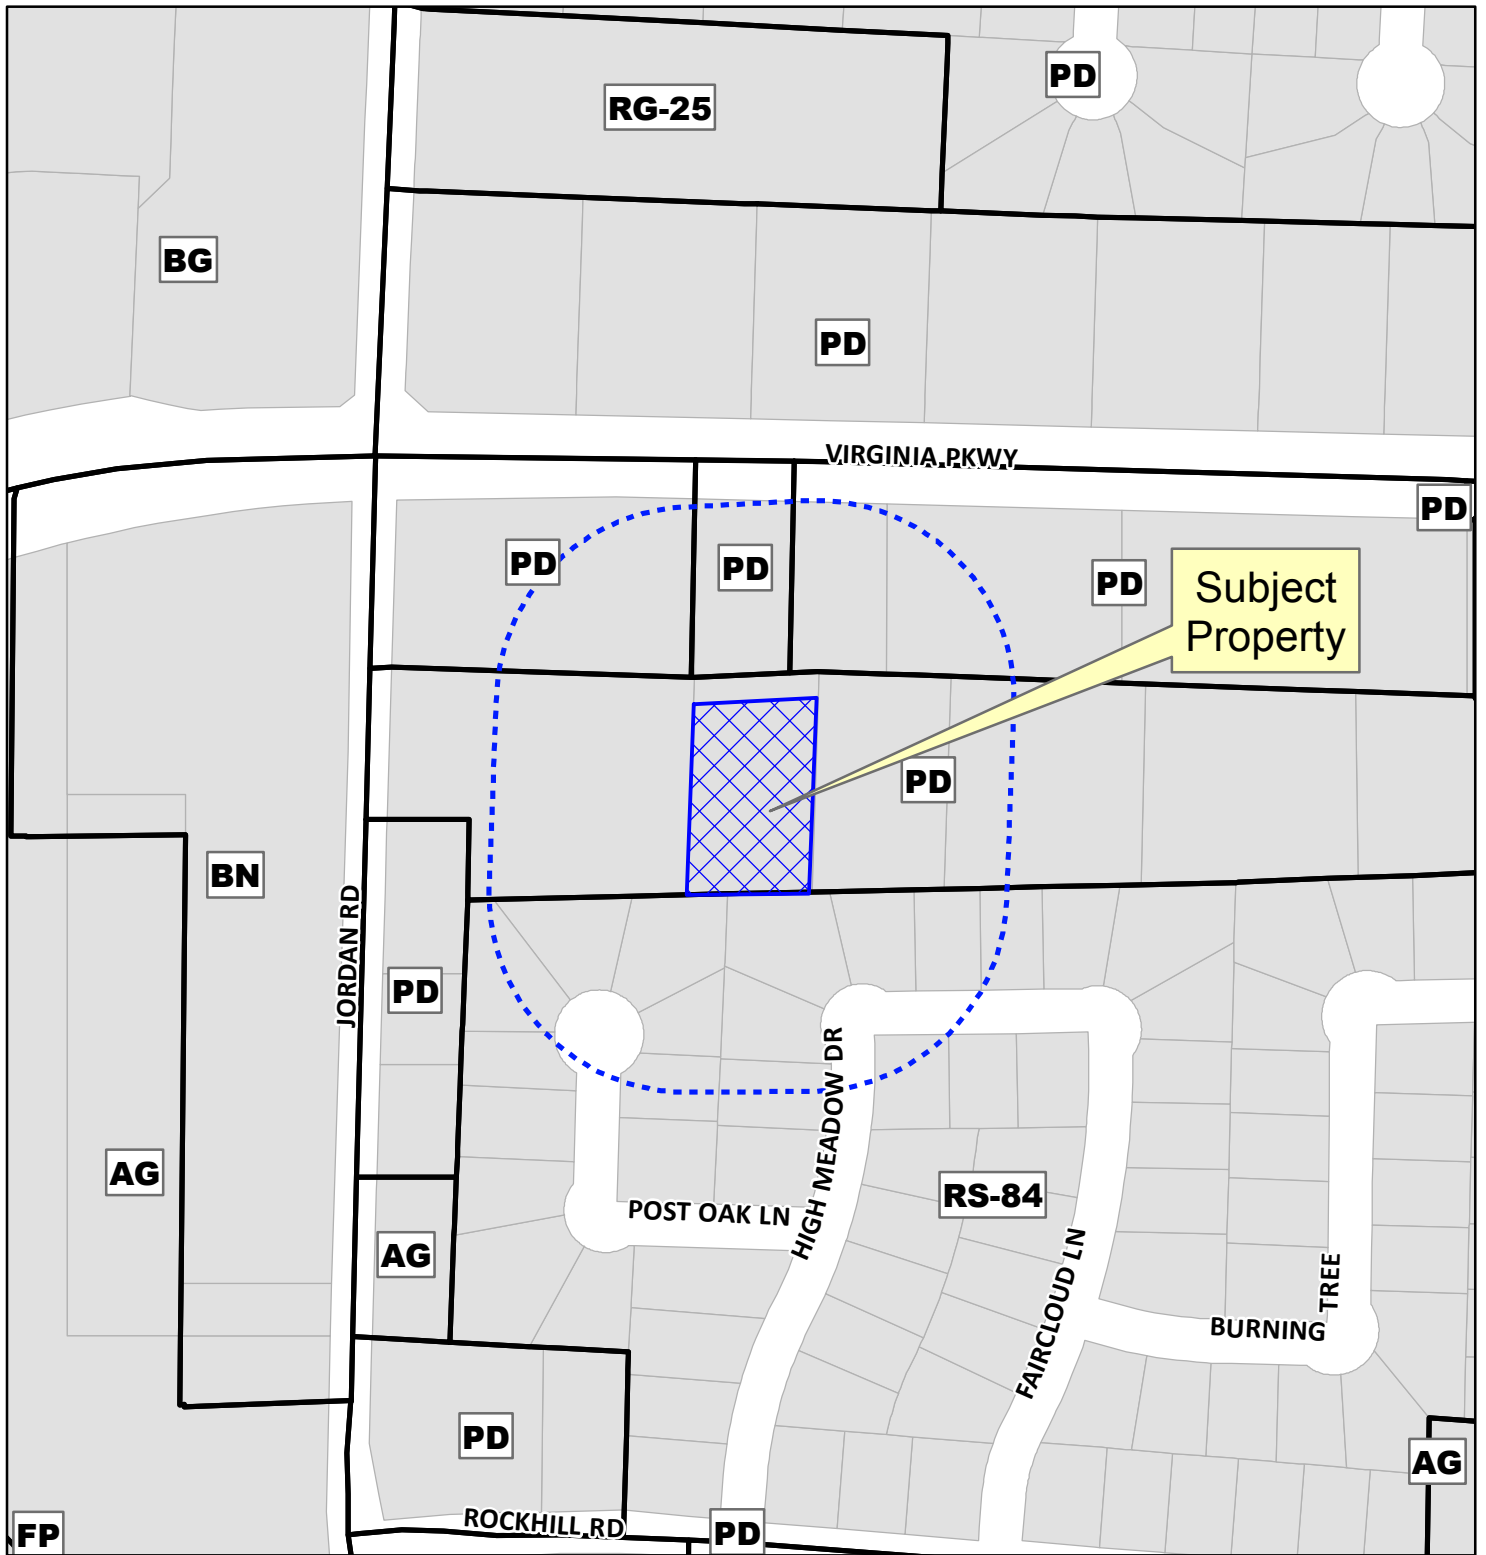 PD
RG-25
BG
PD
VIRGINIA PKWY
PD
PD
PD
PD
Subject
Property
PD
BN
JORDAN RD
PD
HIGH MEADOW DR
AG
RS-84
POST OAK LN
AG
FAIRCLOUD LN
BURNING
TREE
PD
AG
ROCKHILL RD
PD
FP